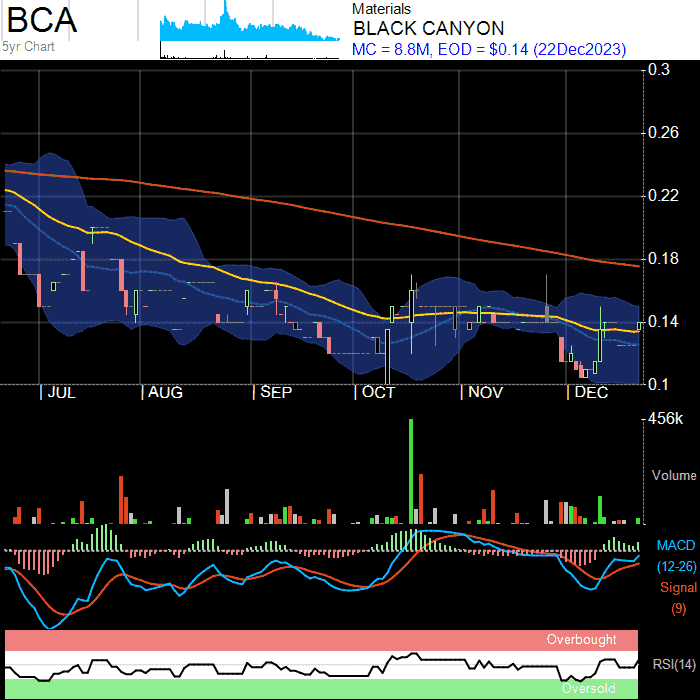 BCA
5yr Chart
Materials
BLACK CANYON
MC = 8.8M, EOD = $0.14 (22Dec2023)
0.3
0.26
0.22
0.18
0.14
0.1
JUL AUG SEP OCT NOV DEC
456k
Volume
MACD
(12-26)
Signal
(9)
Overbought
RSI(14)
Oversold